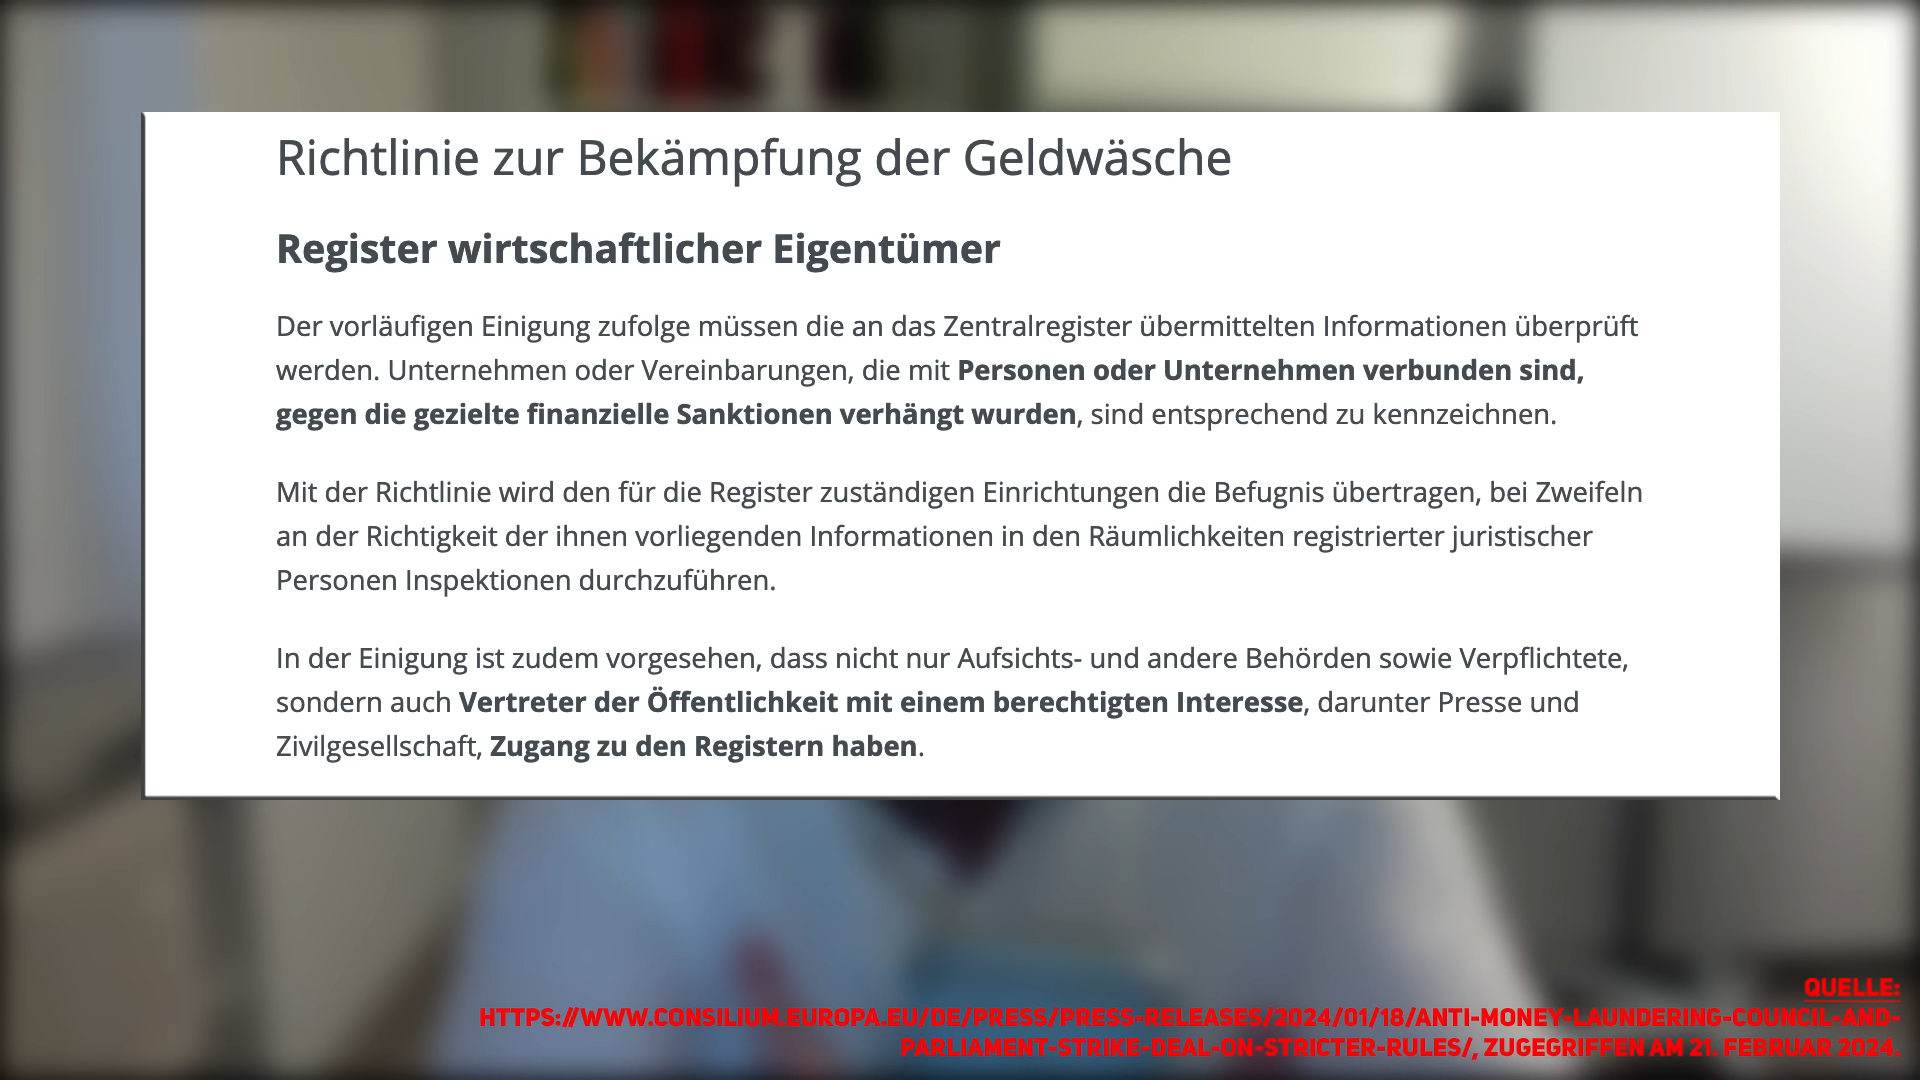 Richtlinie zur Bekämpfung der Geldwäsche
Register wirtschaftlicher Eigentümer
Der vorläufigen Einigung zufolge müssen die an das Zentralregister übermittelten Informationen überprüft
werden. Unternehmen oder Vereinbarungen, die mit Personen oder Unternehmen verbunden sind,
gegen die gezielte finanzielle Sanktionen verhängt wurden, sind entsprechend zu kennzeichnen.
Mit der Richtlinie wird den für die Register zuständigen Einrichtungen die Befugnis übertragen, bei Zweifeln
an der Richtigkeit der ihnen vorliegenden Informationen in den Räumlichkeiten registrierter juristischer
Personen Inspektionen durchzuführen.
In der Einigung ist zudem vorgesehen, dass nicht nur Aufsichts- und andere Behörden sowie Verpflichtete,
sondern auch Vertreter der Öffentlichkeit mit einem berechtigten Interesse, darunter Presse und
Zivilgesellschaft, Zugang zu den Registern haben.
QUELLE:
HTTPS://WWW.CONSILIUM.EUROPA.EU/DE/PRESS/PRESS-RELEASES/2024/01/18/ANTI-MONEY-LAUNDERING-COUNCIL-AND-
PARLIAMENT-STRIKE-DEAL-ON-STRICTER-RULES/, ZUGEGRIFFEN AM 21. FEBRUAR 2024.